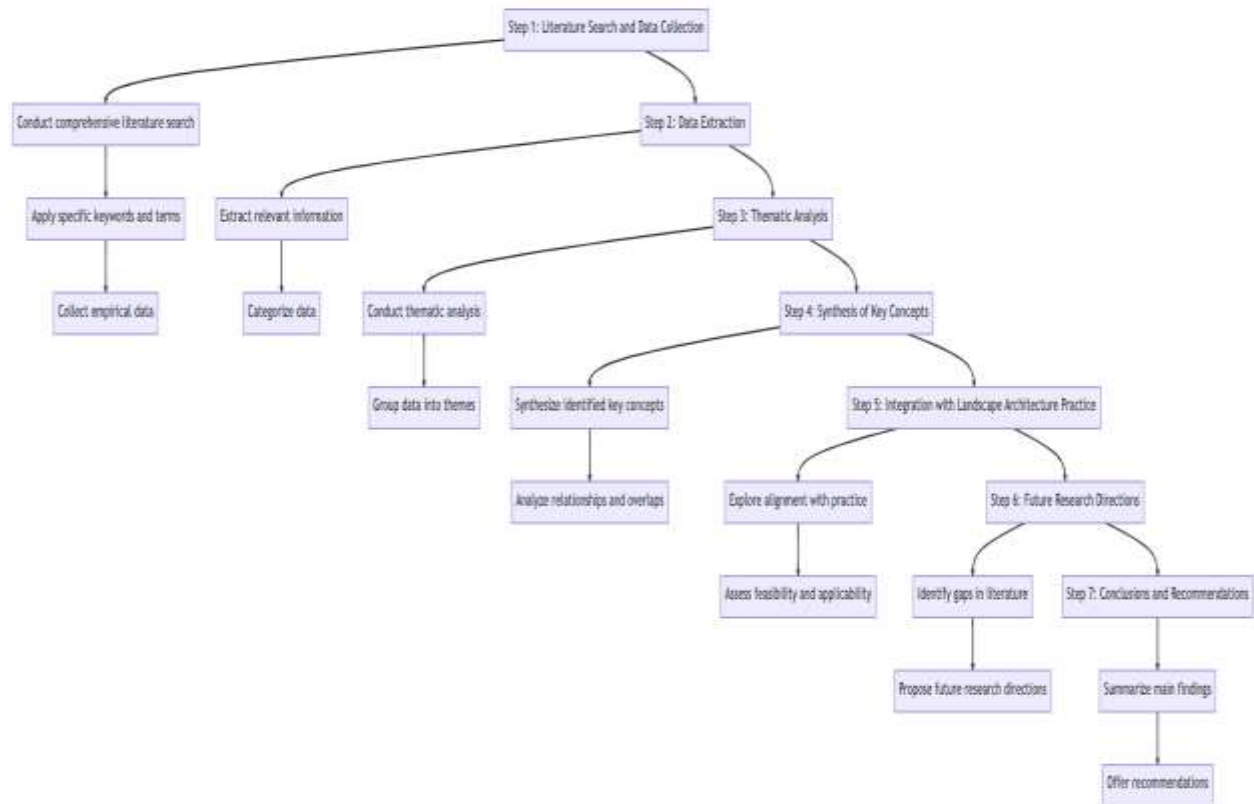 Step 1: Literature Search and Data Collection
Conduct comprehensive literature search
Step 2: Data Extraction
Apply specific keywords and terms
Extract relevant information
Step 3: Thematic Analysis
Collect empirical data
Categorize data
Conduct thematic analysis
Step 4: Synthesis of Key Concepts
Group data into themes
Synthesize identified key concepts
Step 5: Integration with Landscape Architecture Practice
Analyze relationships and overlaps
Explore alignment with practice
Step 6: Future Research Directions
Assess feasibility and applicability
Identify gaps in literature
Step 7: Conclusions and Recommendations
Propose future research directions
Summarize main findings
Offer recommendations